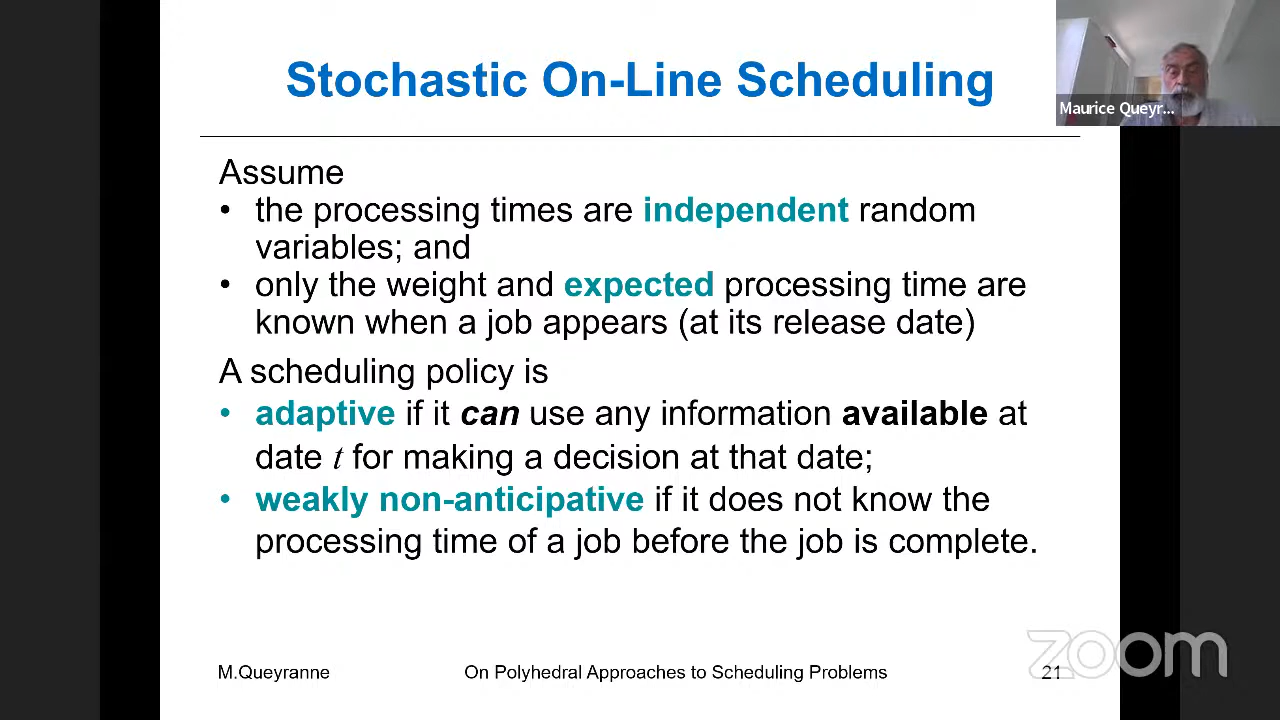 Stochastic On-Line Scheduling
Maurice Queyr...
Assume
• the processing times are independent random
variables; and
• only the weight and expected processing time are
known when a job appears (at its release date)
A scheduling policy is
• adaptive if it can use any information available at
date t for making a decision at that date;
• weakly non-anticipative if it does not know the
processing time of a job before the job is complete.
M.Queyranne
On Polyhedral Approaches to Scheduling Problems
21
zoom